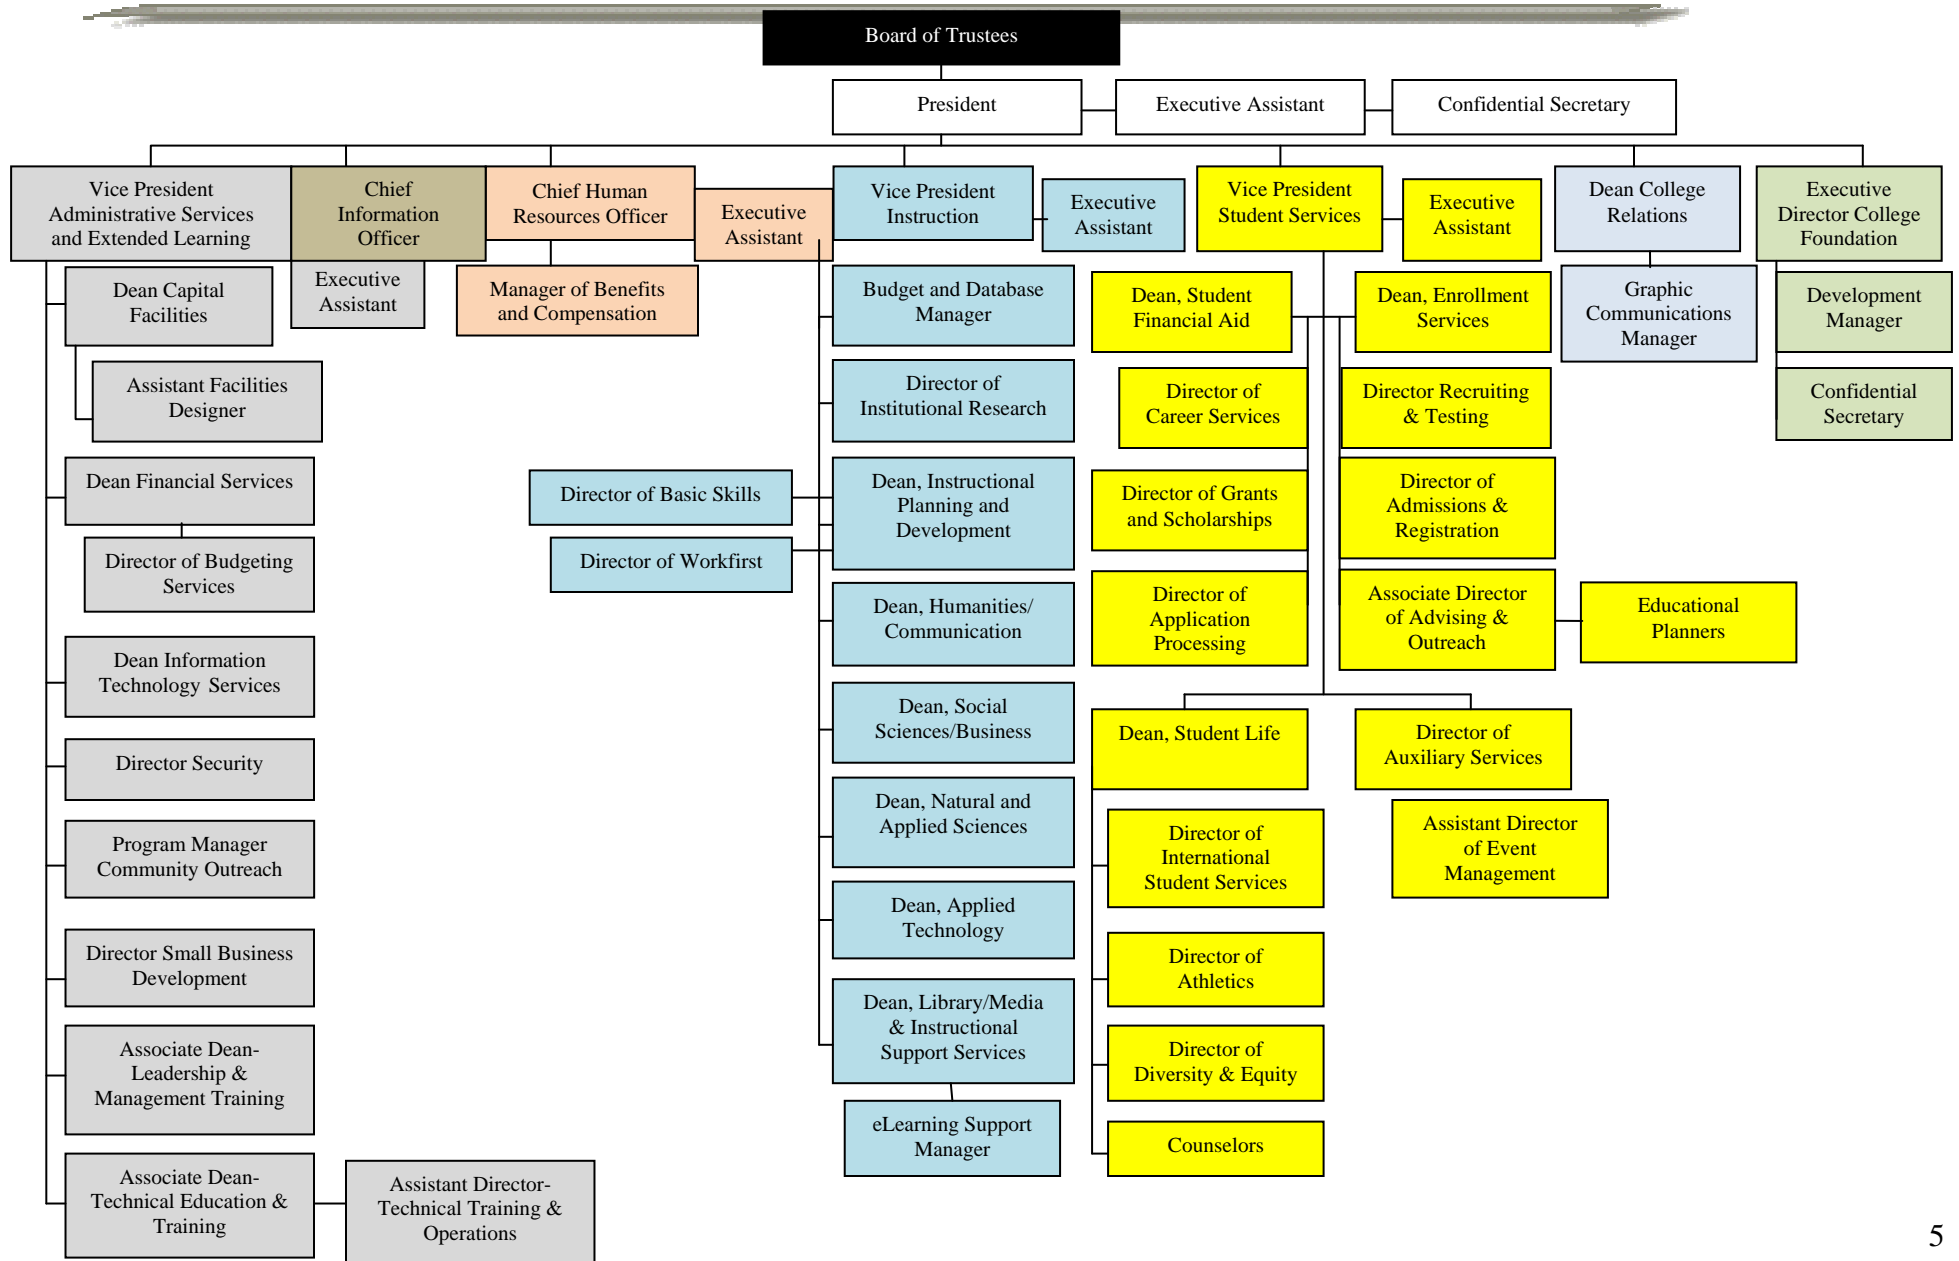 Board of Trustees
President
Executive Assistant
Confidential Secretary
Vice President
Administrative Services
and Extended Learning
Chief
Information
Officer
Chief Human
Resources Officer
Executive
Assistant
Vice President
Instruction
Executive
Assistant
Vice President
Student Services
Executive
Assistant
Dean College
Relations
Executive
Director College
Foundation
Dean Capital
Facilities
Executive
Assistant
Manager of Benefits
and Compensation
Budget and Database
Manager
Dean, Student
Financial Aid
Dean, Enrollment
Services
Graphic
Communications
Manager
Development
Manager
Assistant Facilities
Designer
Director of
Institutional Research
Director of
Career Services
Director Recruiting
& Testing
Confidential
Secretary
Dean Financial Services
Director of Basic Skills
Dean, Instructional
Planning and
Development
Director of Grants
and Scholarships
Director of
Admissions &
Registration
Director of Budgeting
Services
Director of Workfirst
Dean, Humanities/
Communication
Director of
Application
Processing
Associate Director
of Advising &
Outreach
Educational
Planners
Dean Information
Technology Services
Dean, Social
Sciences/Business
Dean, Student Life
Director of
Auxiliary Services
Director Security
Dean, Natural and
Applied Sciences
Director of
International
Student Services
Assistant Director
of Event
Management
Program Manager
Community Outreach
Dean, Applied
Technology
Director of
Athletics
Director Small Business
Development
Dean, Library/Media
& Instructional
Support Services
Director of
Diversity & Equity
Associate Dean-
Leadership &
Management Training
eLearning Support
Manager
Counselors
Associate Dean-
Technical Education &
Training
Assistant Director-
Technical Training &
Operations
5